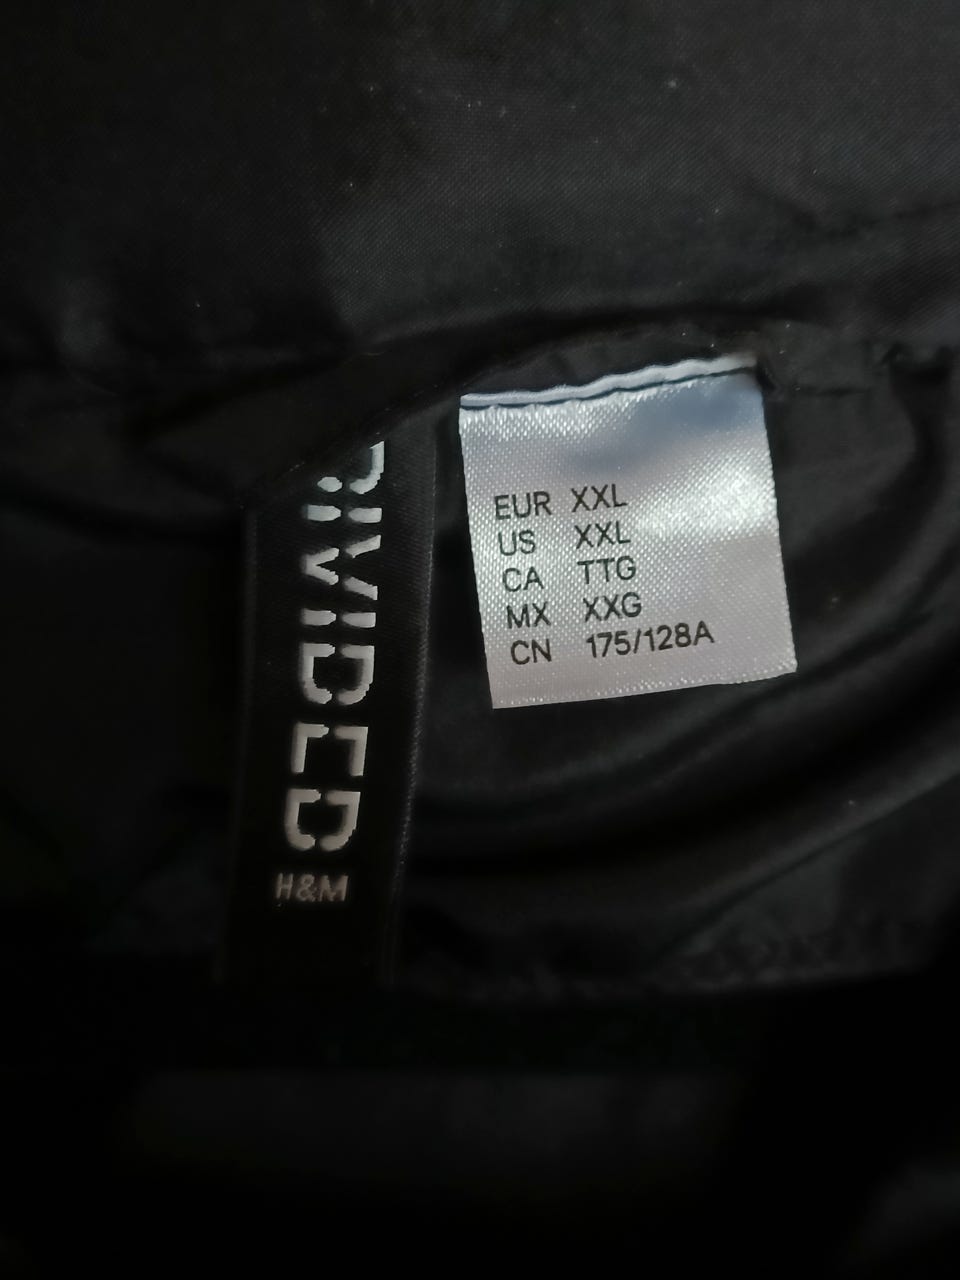 DIVIDED
H&M
EUR XXL
US XXL
CA TTG
MX XXG
CN 175/128A